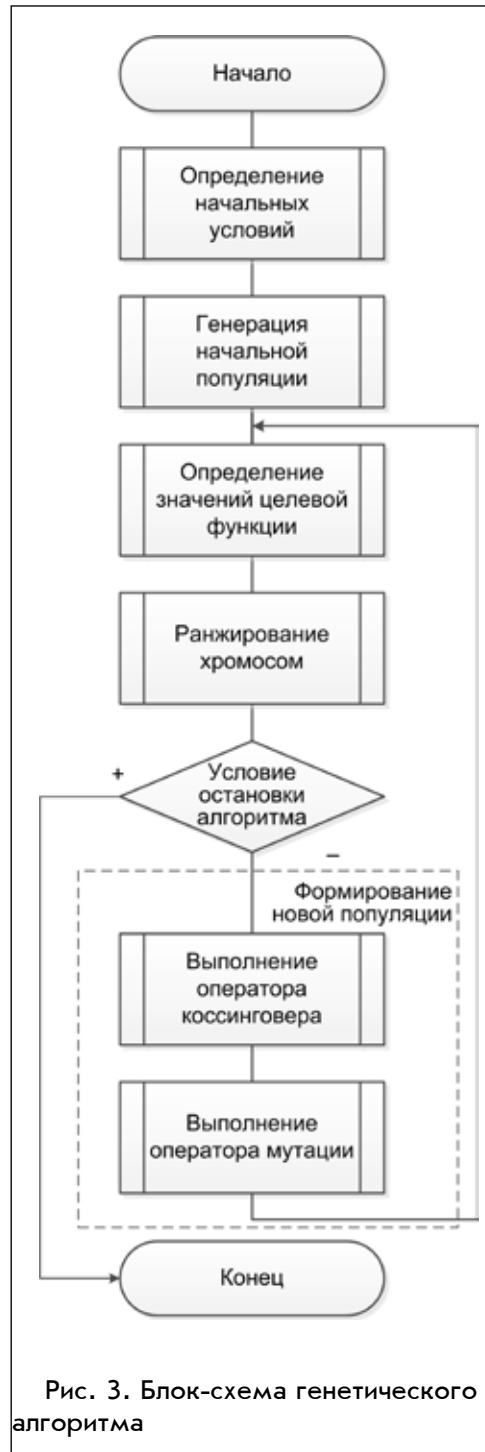 Начало
Определение
начальных
условий
Генерация
начальной
популяции
Определение
значений целевой
функции
Ранжирование
хромосом
+
Условие
остановки
алгоритма
–
Формирование
новой популяции
Выполнение
оператора
коссинговера
Выполнение
оператора мутации
Конец
Рис. 3. Блок-схема генетического
алгоритма